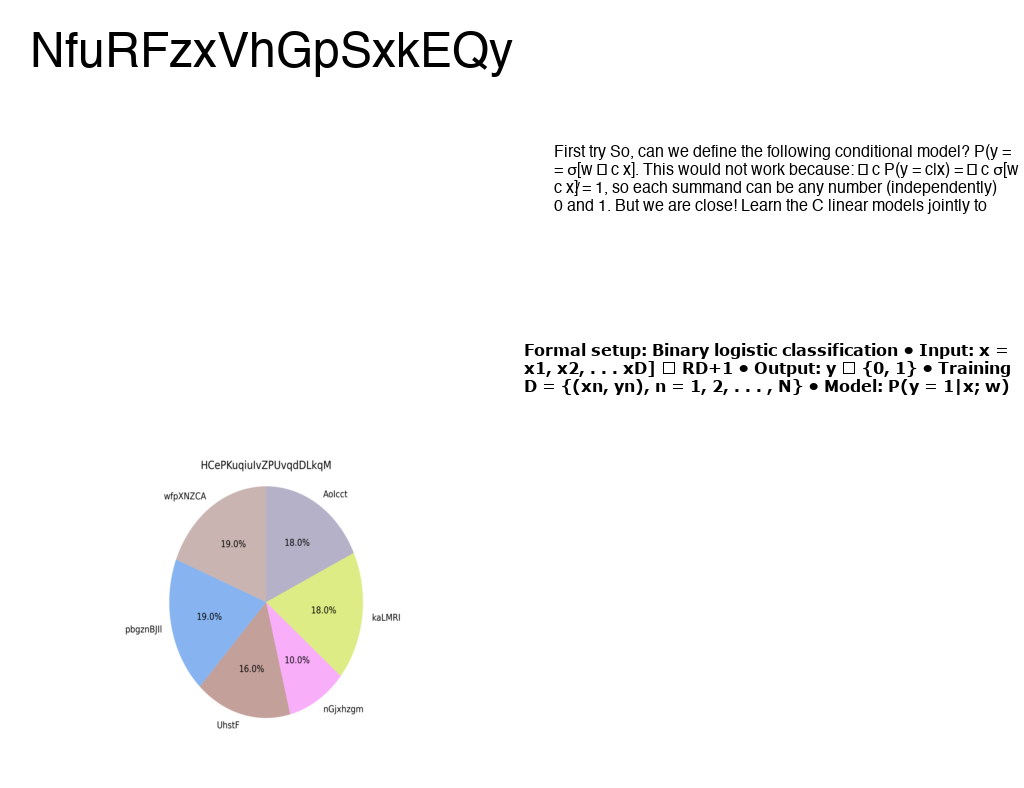 NfuRFzxVhGpSxkEQy
First try So, can we define the following conditional model? P(y =
= σ[w □ c x]. This would not work because: □ c P(y = c|x) = □ c σ[w
c x]̸ = 1, so each summand can be any number (independently)
0 and 1. But we are close! Learn the C linear models jointly to
Formal setup: Binary logistic classification • Input: x =
x1, x2, . . . xD] □ RD+1 • Output: y □ {0, 1} • Training
D = {(xn, yn), n = 1, 2, . . . , N} • Model: P(y = 1|x; w)
HCePKuqiuIvZPUvqdDLkqM
wfpXNZCA
Aolcct
19.0%
18.0%
18.0%
kaLMRI
19.0%
pbgznBJll
10.0%
16.0%
nGjxhzgm
UhstF